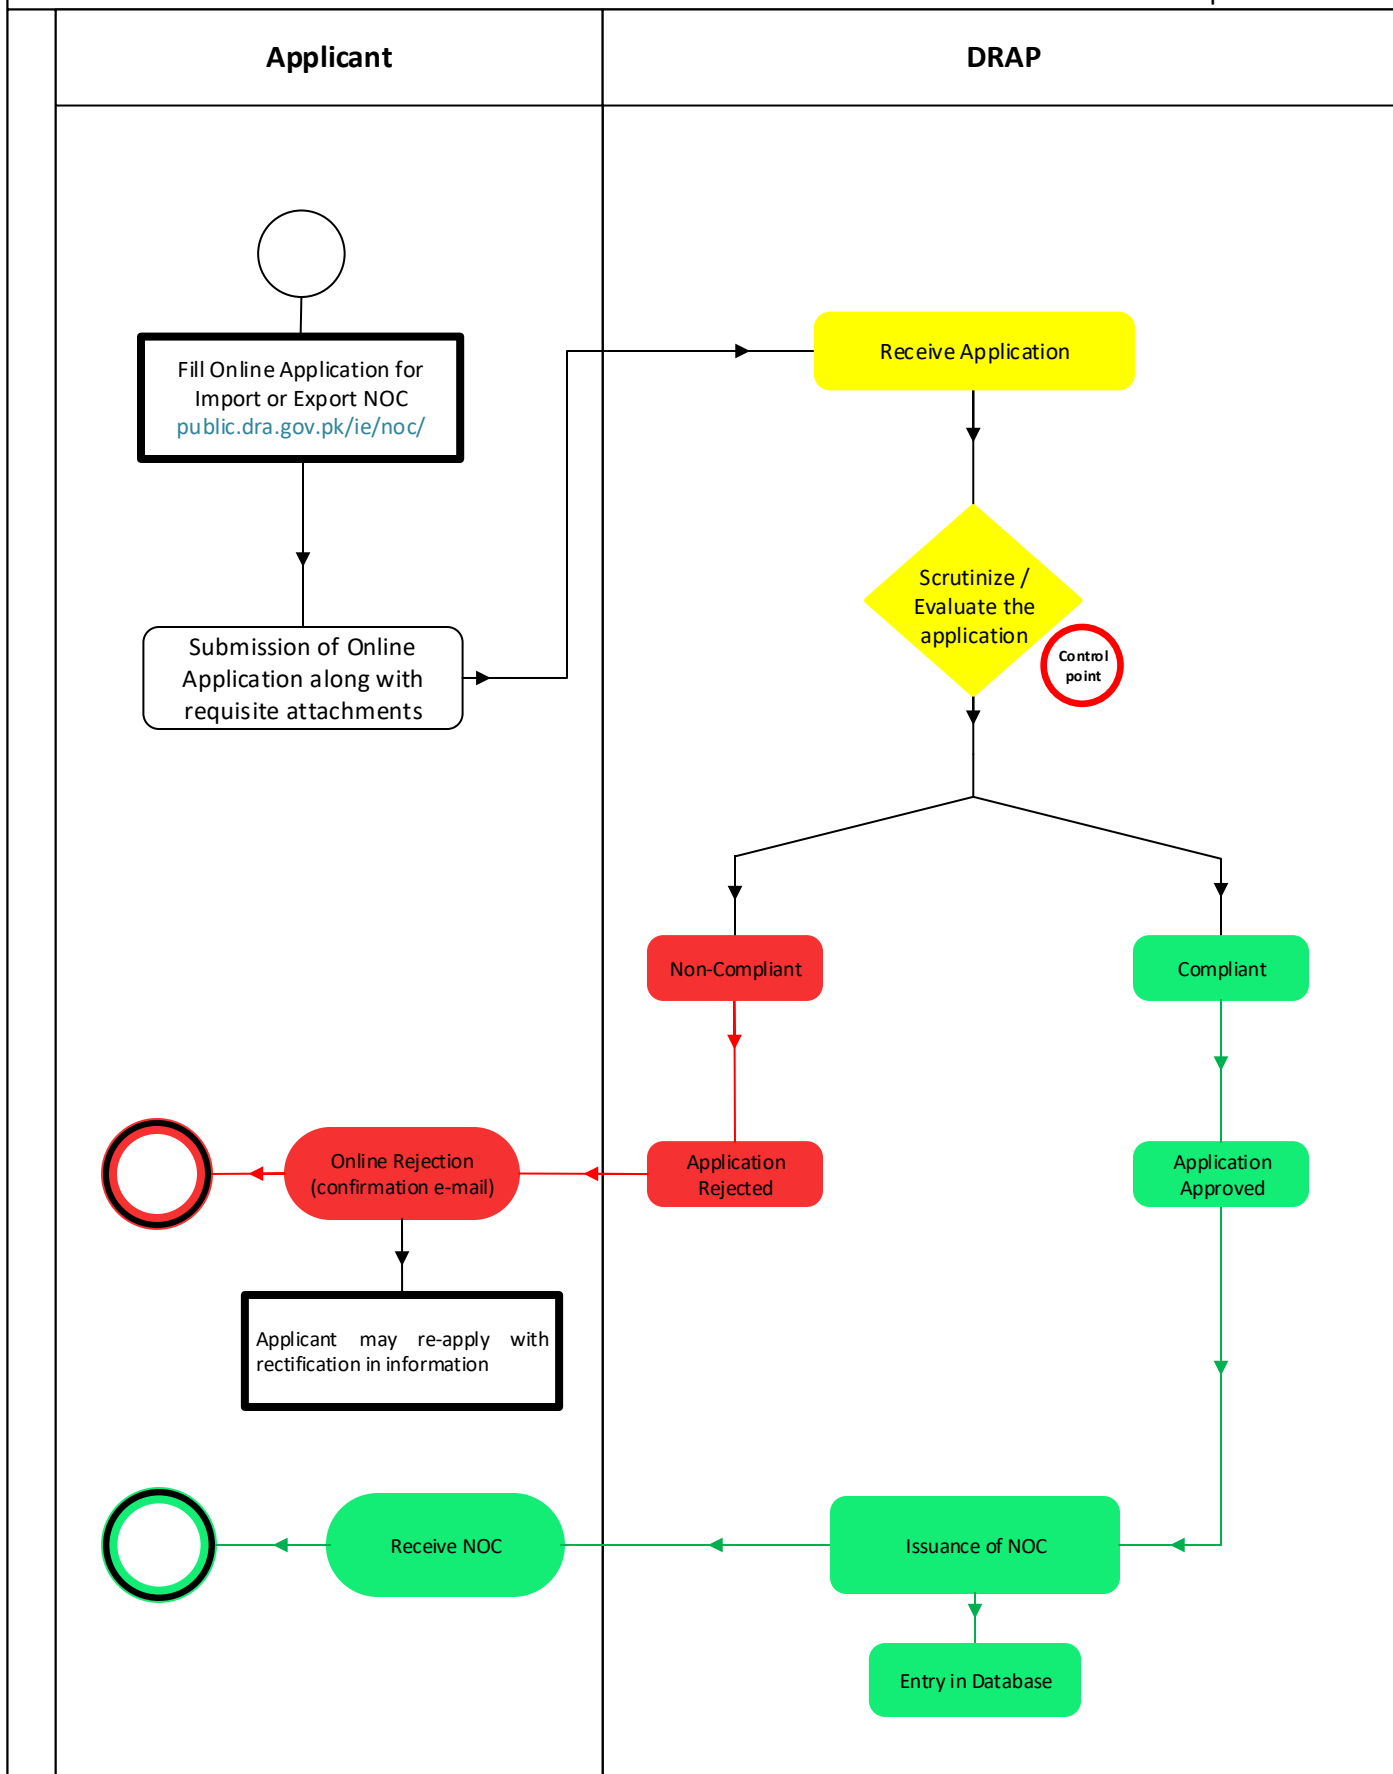 Applicant
DRAP
Fill Online Application for
Import or Export NOC
public.dra.gov.pk/ie/noc/
Receive Application
Scrutinize /
Evaluate the
application
Control
point
Submission of Online
Application along with
requisite attachments
Non-Compliant
Compliant
Online Rejection
(confirmation e-mail)
Application
Rejected
Application
Approved
Applicant may re-apply with
rectification in information
Receive NOC
Issuance of NOC
Entry in Database